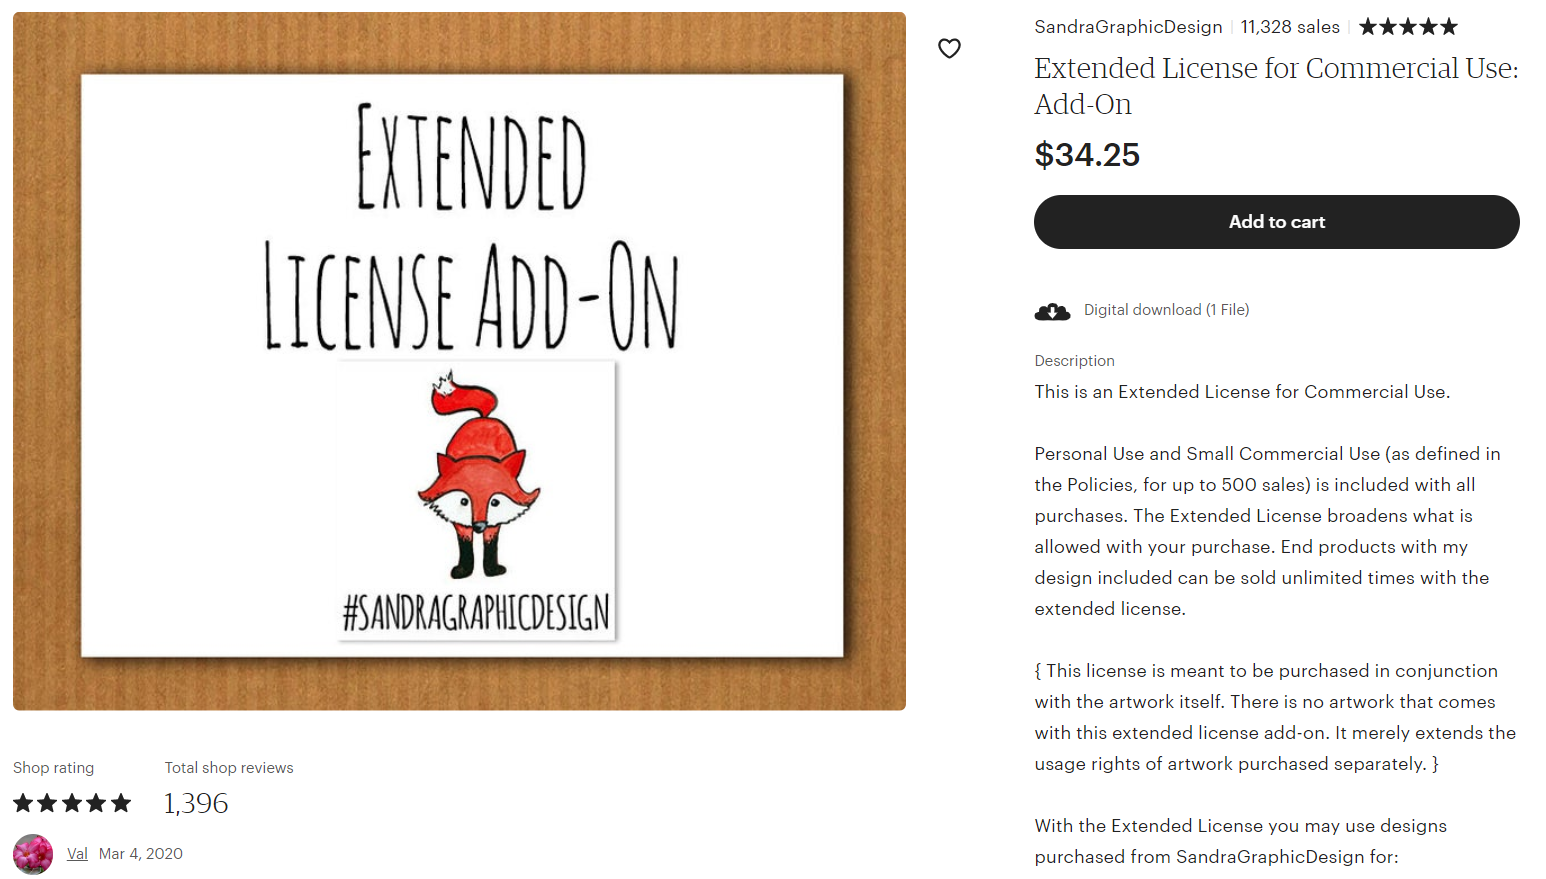 EXTENDED
LICENSE ADD-ON
#SANDRAGRAPHICDESIGN
Shop rating
Total shop reviews
1,396
Val Mar 4, 2020
SandraGraphicDesign 11,328 sales
Extended License for Commercial Use:
Add-On
$34.25
Add to cart
Digital download (1 File)
Description
This is an Extended License for Commercial Use.
Personal Use and Small Commercial Use (as defined in
the Policies, for up to 500 sales) is included with all
purchases. The Extended License broadens what is
allowed with your purchase. End products with my
design included can be sold unlimited times with the
extended license.
{ This license is meant to be purchased in conjunction
with the artwork itself. There is no artwork that comes
with this extended license add-on. It merely extends the
usage rights of artwork purchased separately. }
With the Extended License you may use designs
purchased from SandraGraphicDesign for: